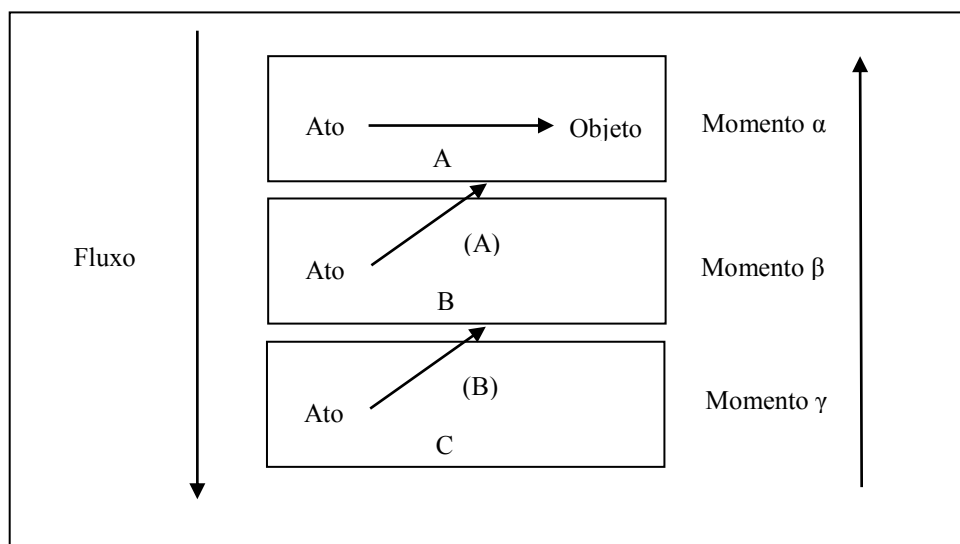 Ato Objeto Momento α
A
(A)
Fluxo Ato Momento β
B
(B)
Ato Momento γ
C